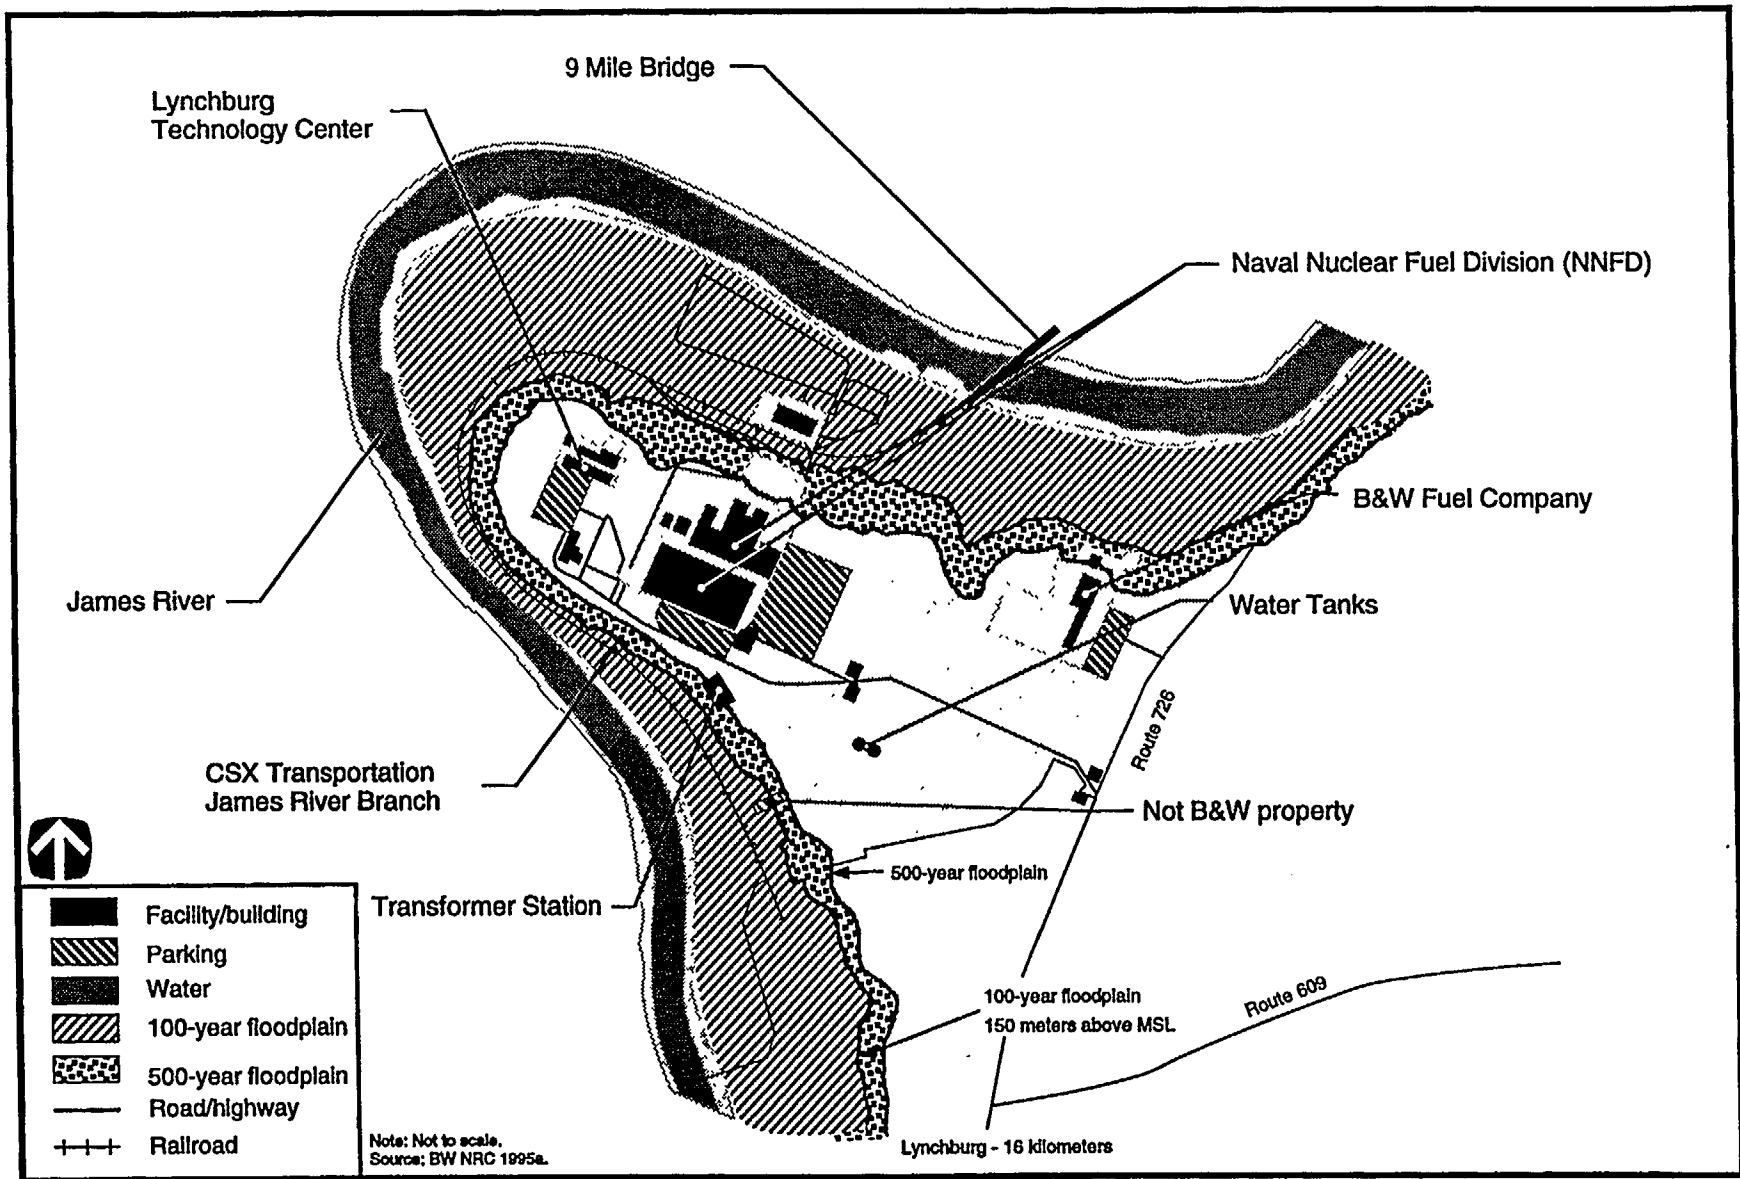 9 Mile Bridge
Lynchburg
Technology Center
Naval Nuclear Fuel Division (NNFD)
B&W Fuel Company
James River
Water Tanks
Route 726
CSX Transportation
James River Branch
Not B&W property
500-year floodplain
Transformer Station
100-year floodplain
150 meters above MSL
Route 609
Facility/building
Parking
Water
100-year floodplain
500-year floodplain
Road/highway
Railroad
Note: Not to scale.
Source: BW NRC 1995a.
Lynchburg - 16 kilometers